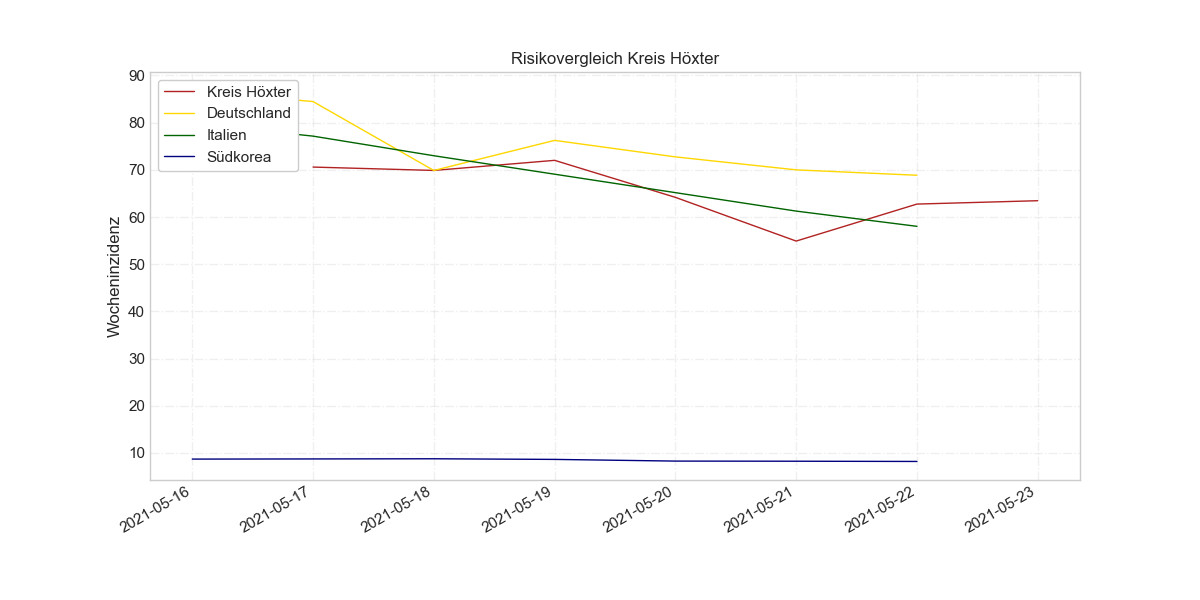 Risikovergleich Kreis Höxter
Kreis Höxter
Deutschland
Italien
Südkorea
Wocheninzidenz
90
80
70
60
50
40
30
20
10
2021-05-16
2021-05-17
2021-05-18
2021-05-19
2021-05-20
2021-05-21
2021-05-22
2021-05-23